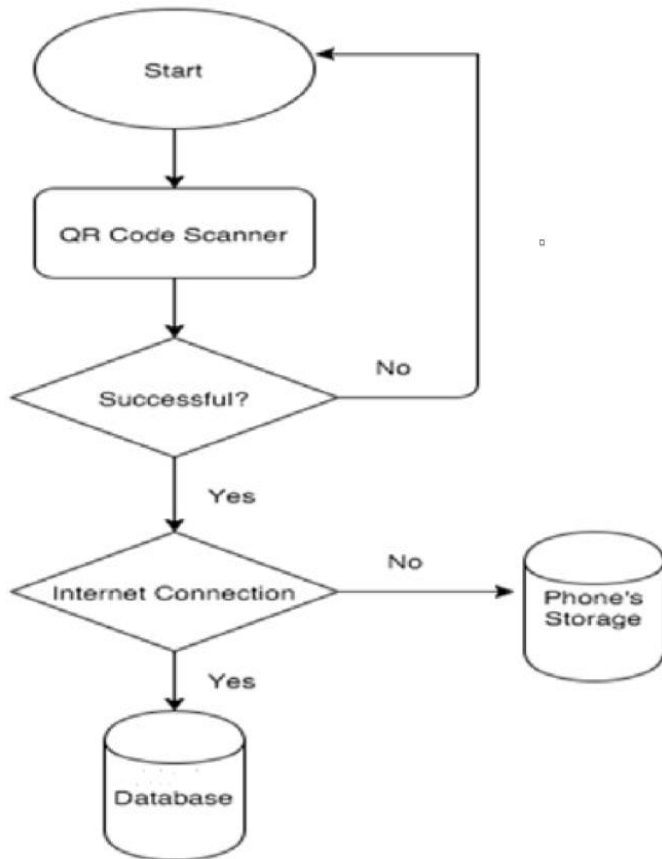 Start
QR Code Scanner
No
Successful?
Yes
No
Internet Connection
Phone's
Storage
Yes
Database